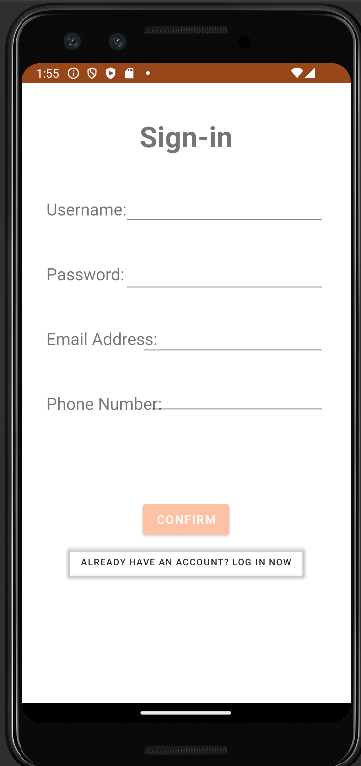 1:55
Sign-in
Username:
Password:
Email Address:
Phone Number:
CONFIRM
ALREADY HAVE AN ACCOUNT? LOG IN NOW